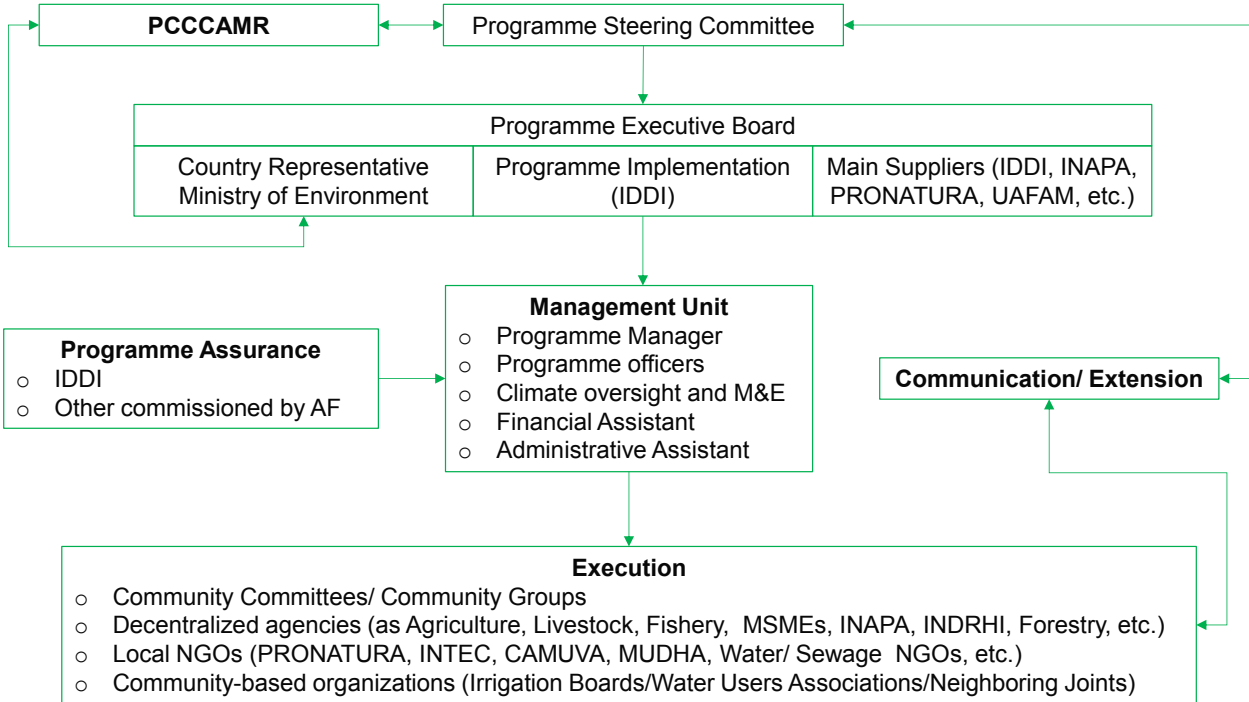 PCCCAMR
Programme Steering Committee
Programme Executive Board
Country Representative
Ministry of Environment
Programme Implementation
(IDDI)
Main Suppliers (IDDI, INAPA,
PRONATURA, UAFAM, etc.)
Management Unit
o Programme Manager
o Programme officers
o Climate oversight and M&E
o Financial Assistant
o Administrative Assistant
Programme Assurance
o IDDI
o Other commissioned by AF
Communication/ Extension
Execution
o Community Committees/ Community Groups
o Decentralized agencies (as Agriculture, Livestock, Fishery, MSMEs, INAPA, INDRHI, Forestry, etc.)
o Local NGOs (PRONATURA, INTEC, CAMUVA, MUDHA, Water/ Sewage NGOs, etc.)
o Community-based organizations (Irrigation Boards/Water Users Associations/Neighboring Joints)